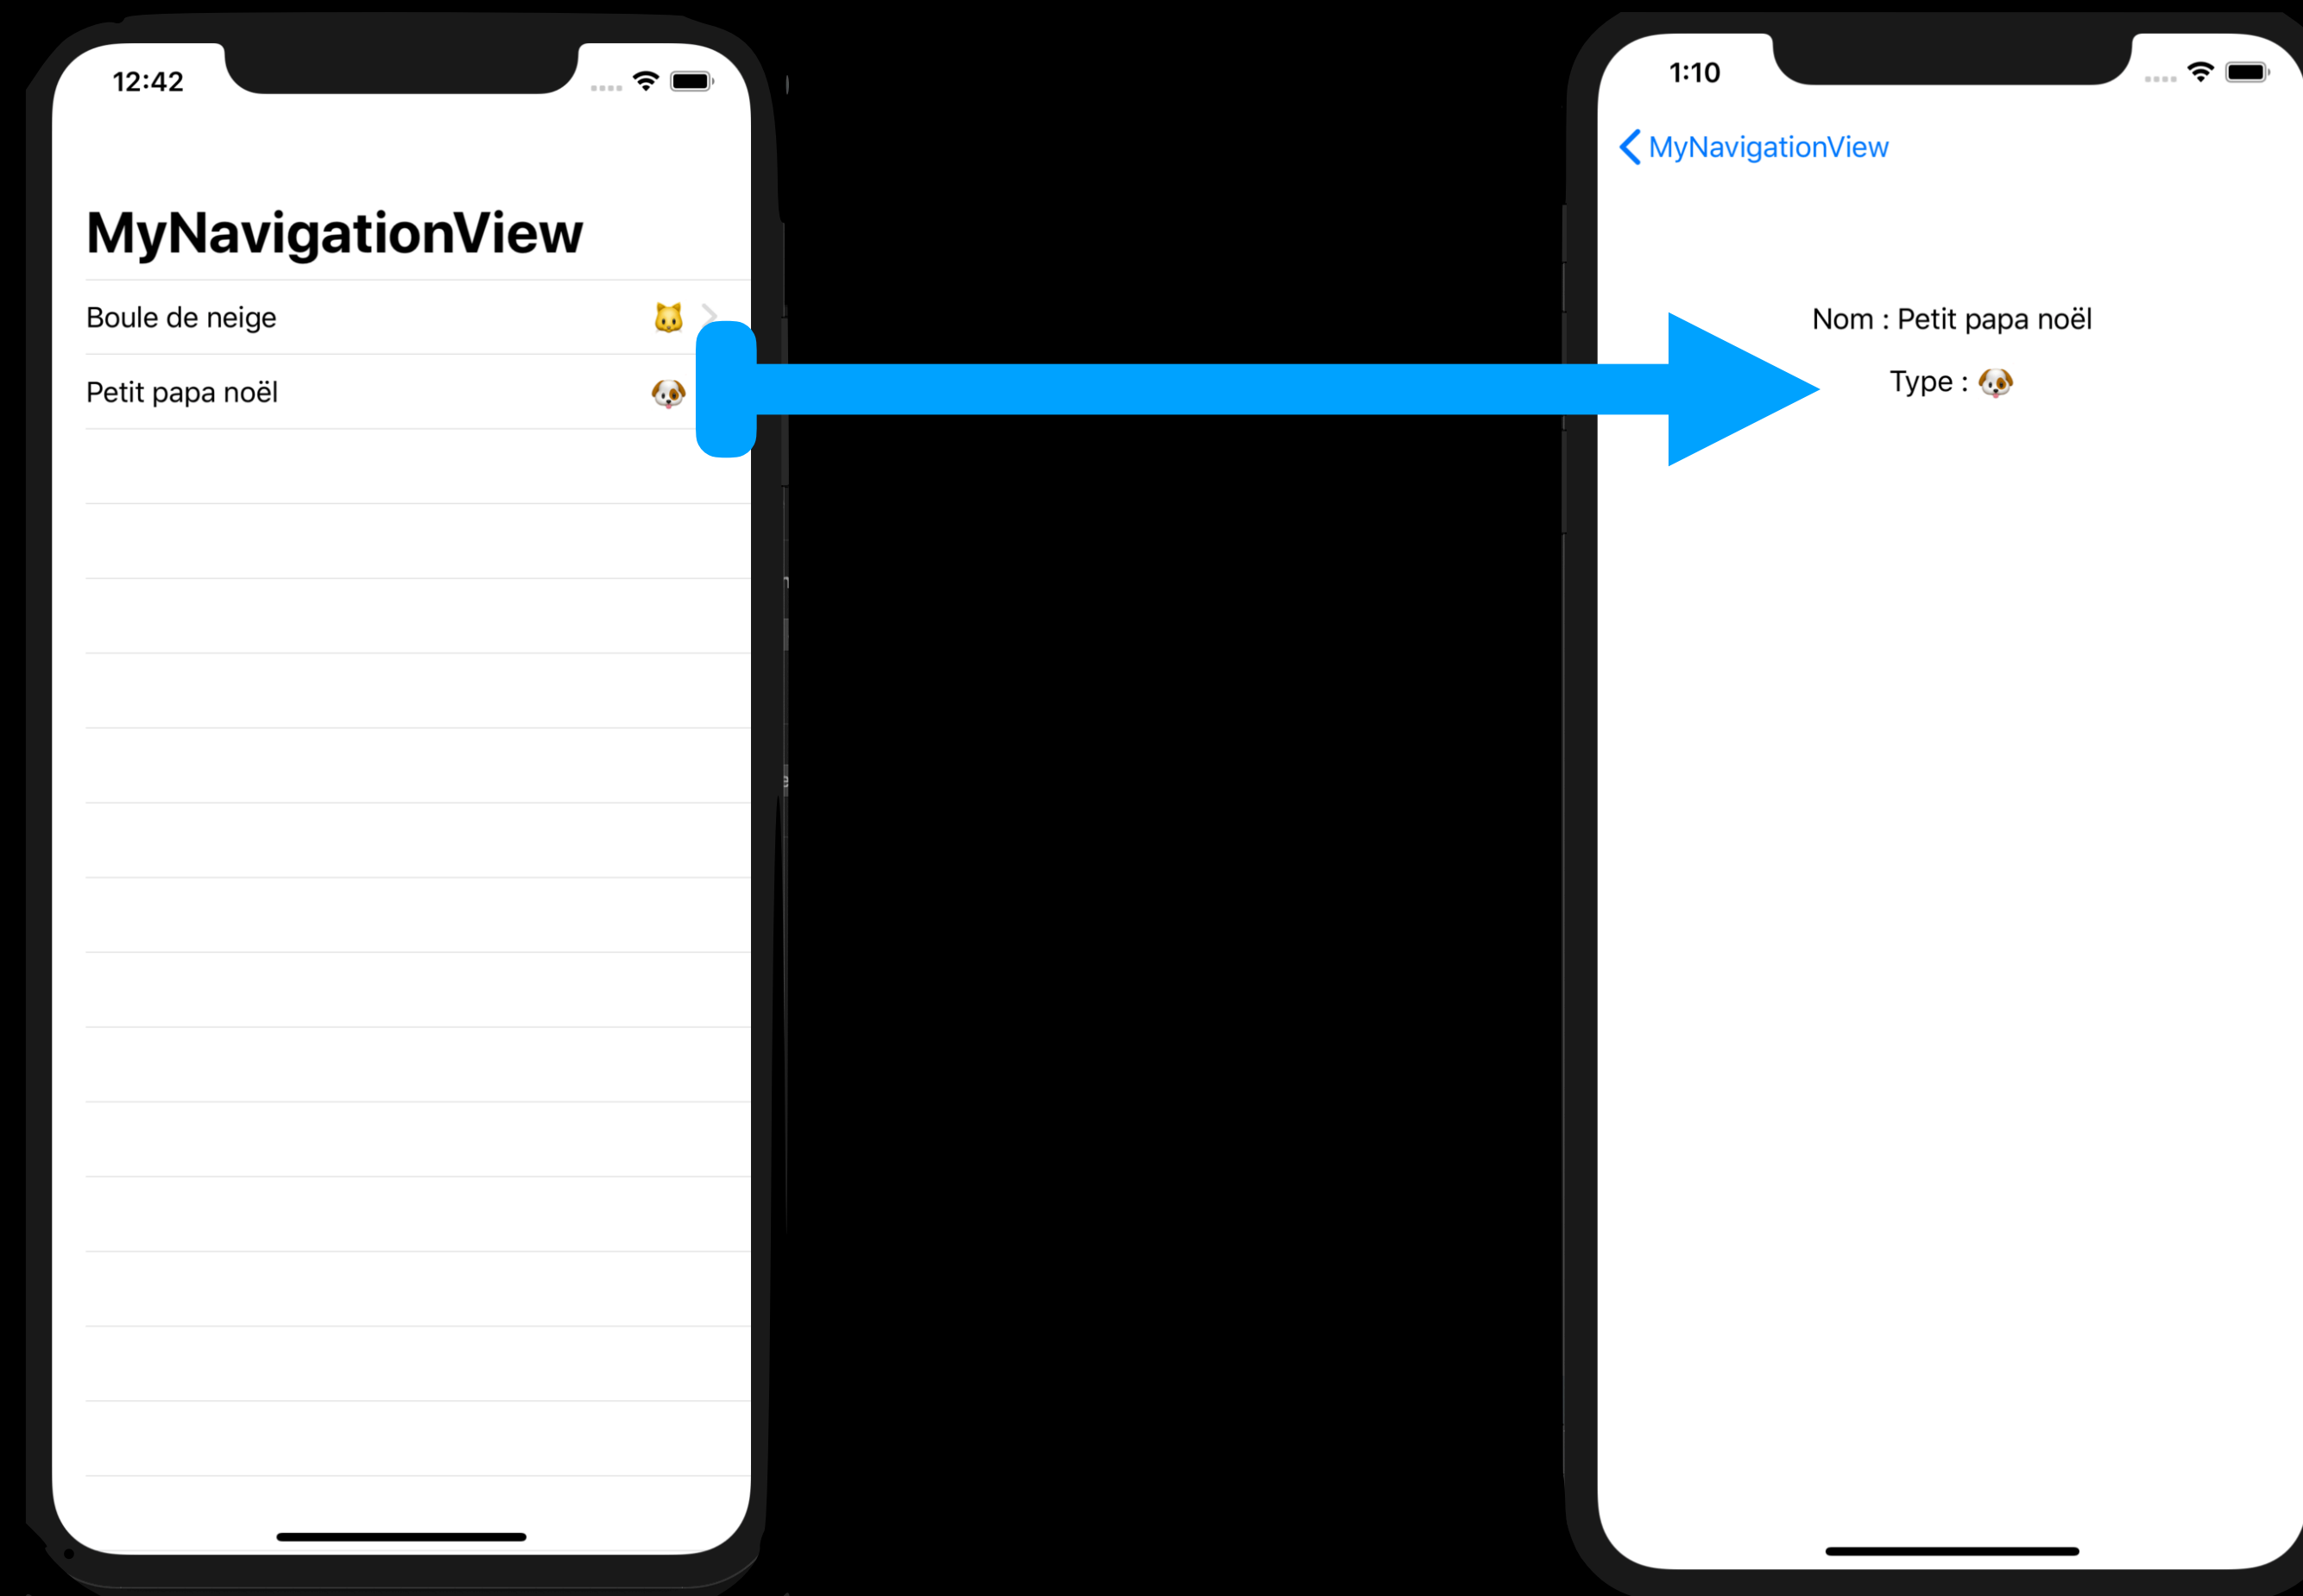 12:42
MyNavigationView
Boule de neige 🐱
Petit papa noël 🐶
1:10
MyNavigationView
Nom : Petit papa noël
Type : 🐶